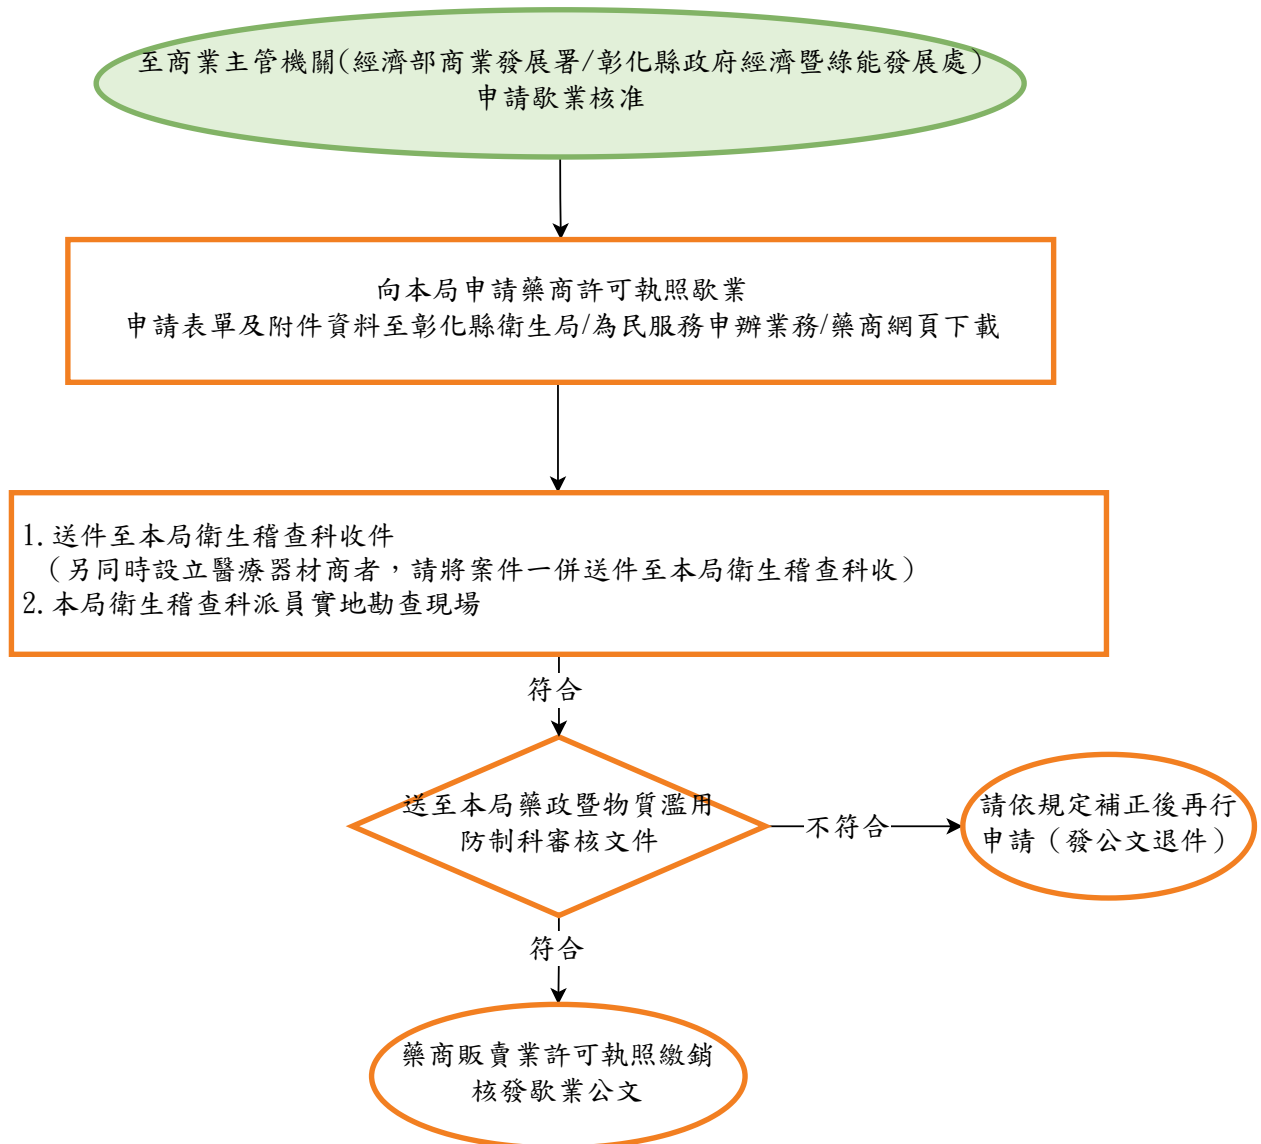 至商業主管機關(經濟部商業發展署/彰化縣政府經濟暨綠能發展處)
申請歇業核准
向本局申請藥商許可執照歇業
申請表單及附件資料至彰化縣衛生局/為民服務申辦業務/藥商網頁下載
1.送件至本局衛生稽查科收件
（另同時設立醫療器材商者，請將案件一併送件至本局衛生稽查科收）
2.本局衛生稽查科派員實地勘查現場
符合
送至本局藥政暨物質濫用
防制科審核文件
不符合
請依規定補正後再行
申請（發公文退件）
符合
藥商販賣業許可執照繳銷
核發歇業公文